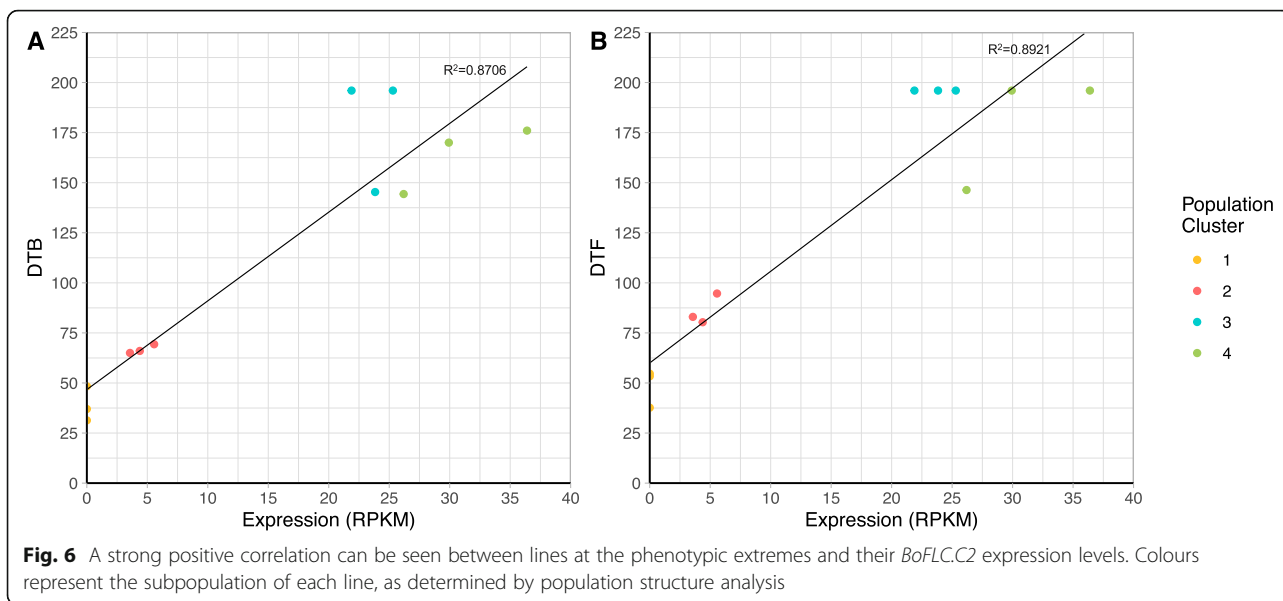 A
225
200
175
150
125
100
75
50
25
0
DTB
R²=0.8706
0 5 10 15 20 25 30 35 40
Expression (RPKM)
B
225
200
175
150
125
100
75
50
25
0
DTF
R²=0.8921
0 5 10 15 20 25 30 35 40
Expression (RPKM)
Population
Cluster
1
2
3
4
Fig. 6 A strong positive correlation can be seen between lines at the phenotypic extremes and their BoFLC.C2 expression levels. Colours
represent the subpopulation of each line, as determined by population structure analysis